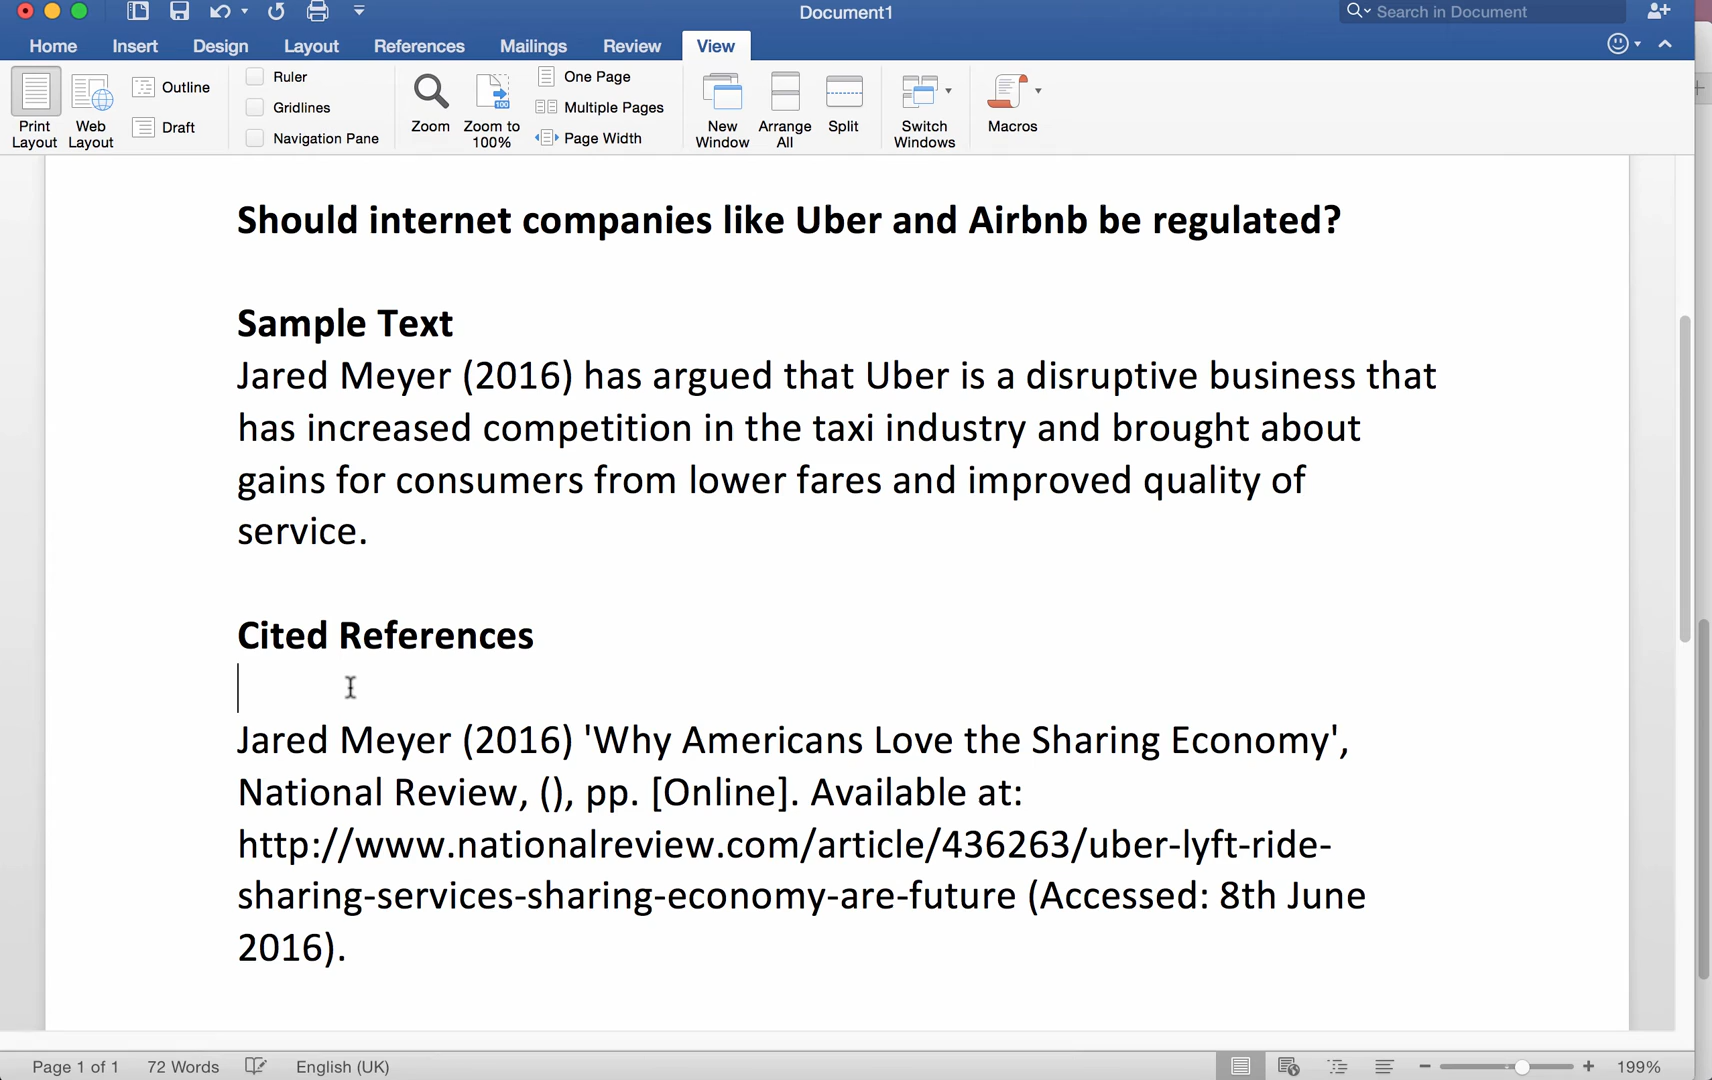 Document1
Search in Document
Home Insert Design Layout References Mailings Review View
Print Layout
Web Layout
Outline
Draft
Ruler
Gridlines
Navigation Pane
Zoom
Zoom to 100%
100
One Page
Multiple Pages
Page Width
New Window
Arrange All
Split
Switch Windows
Macros
Should internet companies like Uber and Airbnb be regulated?
Sample Text
Jared Meyer (2016) has argued that Uber is a disruptive business that
has increased competition in the taxi industry and brought about
gains for consumers from lower fares and improved quality of
service.
Cited References
Jared Meyer (2016) 'Why Americans Love the Sharing Economy',
National Review, (), pp. [Online]. Available at:
http://www.nationalreview.com/article/436263/uber-lyft-ride-
sharing-services-sharing-economy-are-future (Accessed: 8th June
2016).
Page 1 of 1 72 Words English (UK) 199%